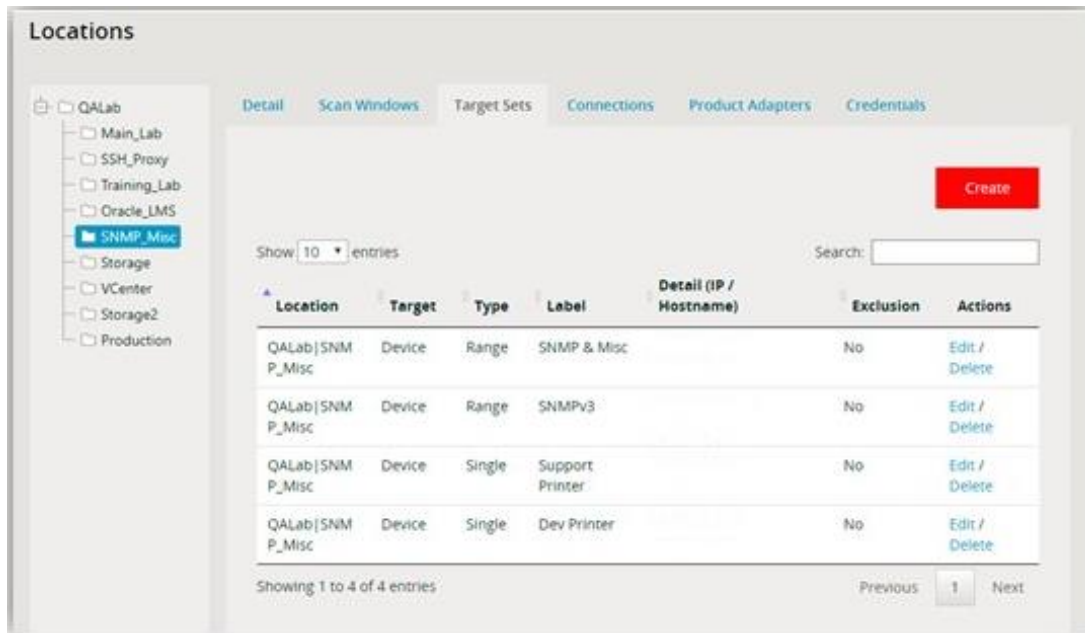 Locations
QALab
Main_Lab
SSH_Proxy
Training_Lab
Oracle_LMS
SNMP_Misc
Storage
VCenter
Storage2
Production
Detail Scan Windows Target Sets Connections Product Adapters Credentials
Create
Show 10 entries Search:
Detail (IP /
Location Target Type Label Hostname) Exclusion Actions
QALab|SNM Device Range SNMP & Misc No Edit /
P_Misc Delete
QALab|SNM Device Range SNMPv3 No Edit /
P_Misc Delete
QALab|SNM Device Single Support No Edit /
P_Misc Printer Delete
QALab|SNM Device Single Dev Printer No Edit /
P_Misc Delete
Showing 1 to 4 of 4 entries Previous 1 Next